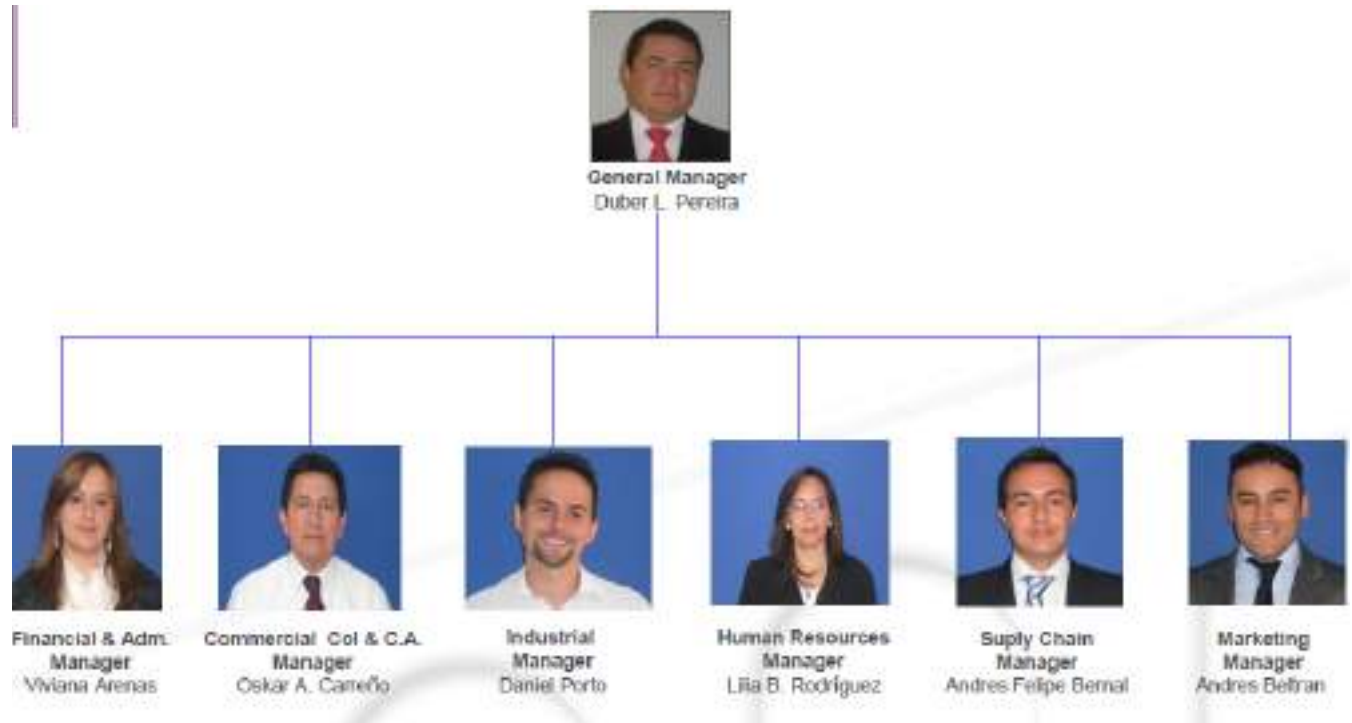 General Manager
Duber L. Pereira
Financial & Adm.
Manager
Viviana Arenas
Commercial Col & C.A.
Manager
Oskar A. Carreño
Industrial
Manager
Daniel Porto
Human Resources
Manager
Lilia B. Rodríguez
Suply Chain
Manager
Andres Felipe Bernal
Marketing
Manager
Andres Beltran